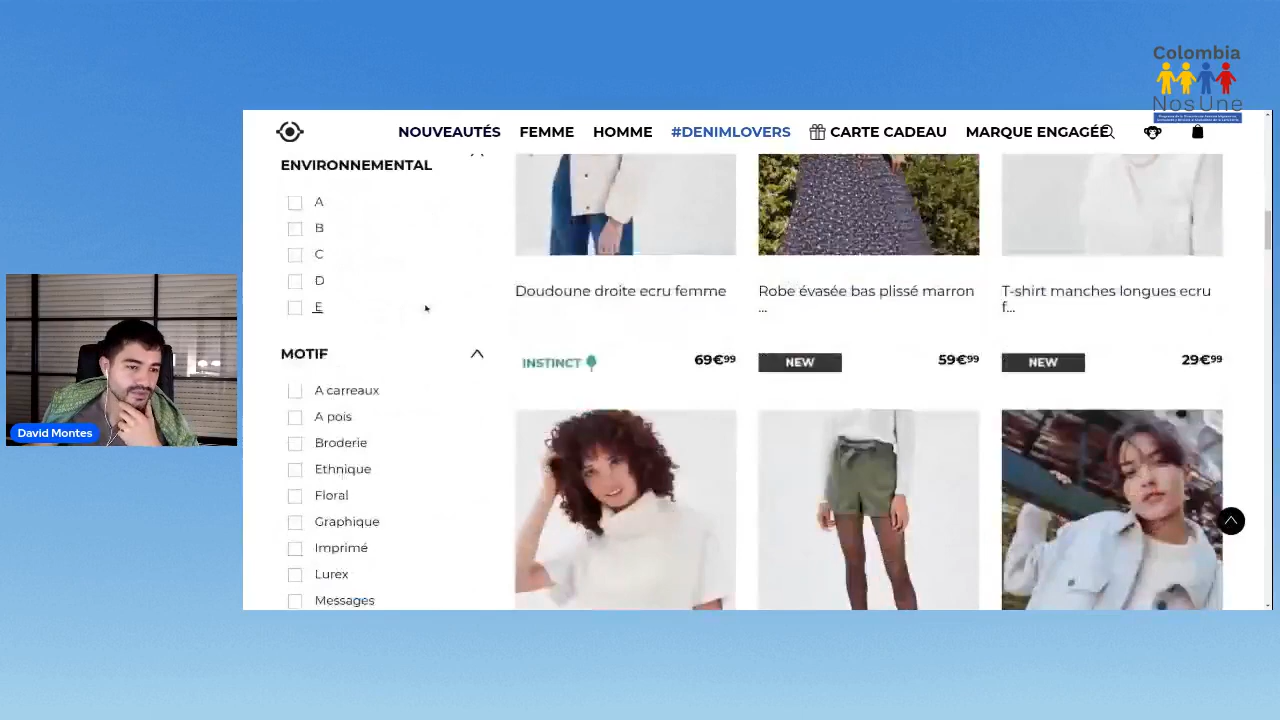 Colombia
NosUne
NOUVEAUTÉS FEMME HOMME #DENIMLOVERS CARTE CADEAU MARQUE ENGAGÉE
ENVIRONNEMENTAL
A
B
C
D
E
MOTIF
A carreaux
A pois
Broderie
Ethnique
Floral
Graphique
Imprimé
Lurex
Messages
Doudoune droite ecru femme
INSTINCT 69€99
Robe évasée bas plissé marron
...
NEW 59€99
T-shirt manches longues ecru
f...
NEW 29€99
David Montes